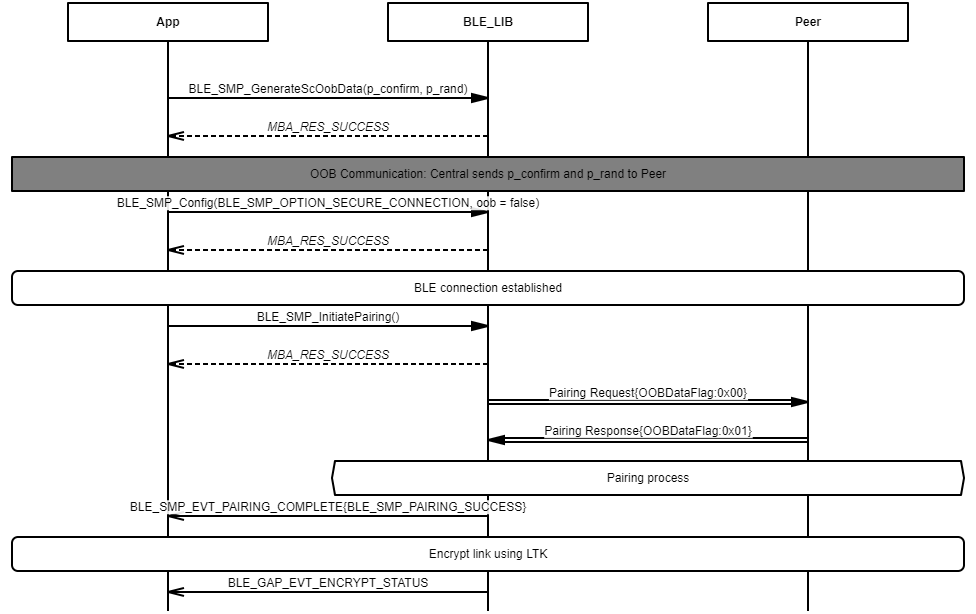 App
BLE_LIB
Peer
BLE_SMP_GenerateScOobData(p_confirm, p_rand)
MBA_RES_SUCCESS
OOB Communication: Central sends p_confirm and p_rand to Peer
BLE_SMP_Config(BLE_SMP_OPTION_SECURE_CONNECTION, oob = false)
MBA_RES_SUCCESS
BLE connection established
BLE_SMP_InitiatePairing()
MBA_RES_SUCCESS
Pairing Request{OOBDataFlag:0x00}
Pairing Response{OOBDataFlag:0x01}
Pairing process
BLE_SMP_EVT_PAIRING_COMPLETE{BLE_SMP_PAIRING_SUCCESS}
Encrypt link using LTK
BLE_GAP_EVT_ENCRYPT_STATUS